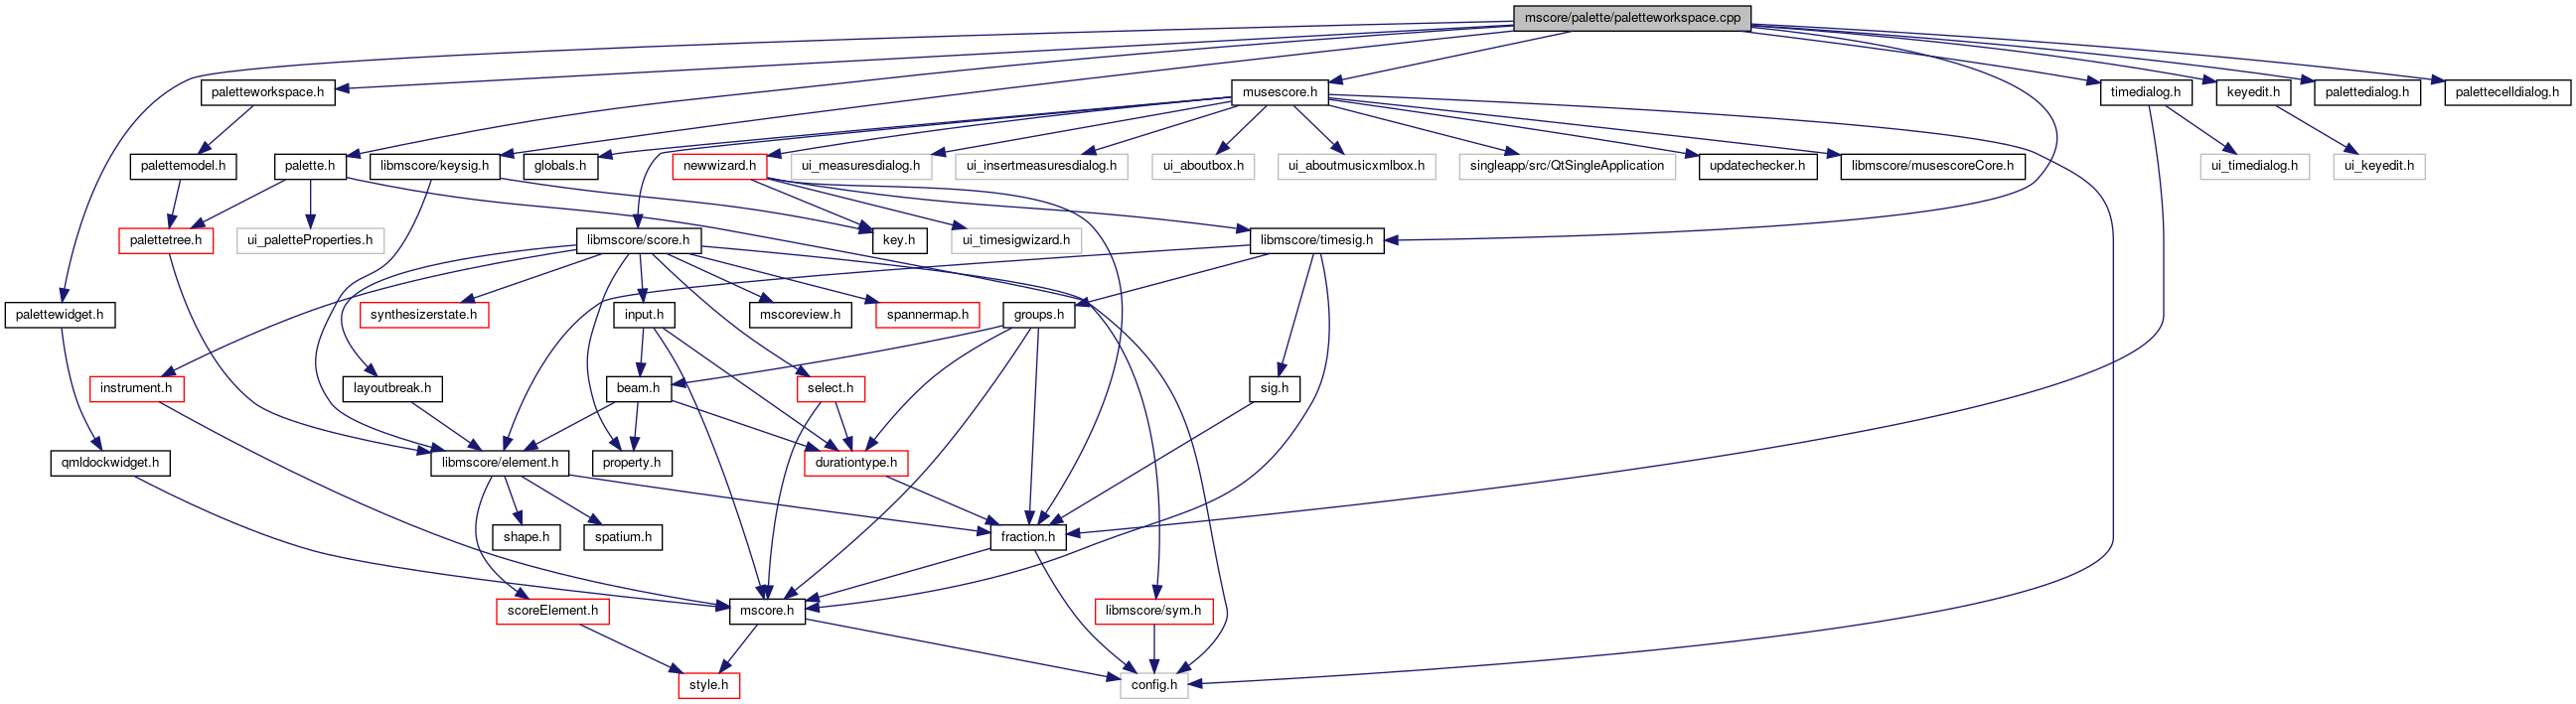 mscore/palette/paletteworkspace.cpp
paletteworkspace.h
musescore.h
timedialog.h
keyedit.h
palettedialog.h
palettecelldialog.h
palettemodel.h
palette.h
libmscore/keysig.h
globals.h
newwizard.h
ui_measuresdialog.h
ui_insertmeasuresdialog.h
ui_aboutbox.h
ui_aboutmusicxmlbox.h
singleapp/src/QtSingleApplication
updatechecker.h
libmscore/musescoreCore.h
ui_timedialog.h
ui_keyedit.h
palettetree.h
ui_paletteProperties.h
libmscore/score.h
key.h
ui_timesigwizard.h
libmscore/timesig.h
palettewidget.h
synthesizerstate.h
input.h
mscoreview.h
spannermap.h
groups.h
instrument.h
layoutbreak.h
beam.h
select.h
sig.h
qmldockwidget.h
libmscore/element.h
property.h
durationtype.h
shape.h
spatium.h
fraction.h
scoreElement.h
mscore.h
libmscore/sym.h
style.h
config.h